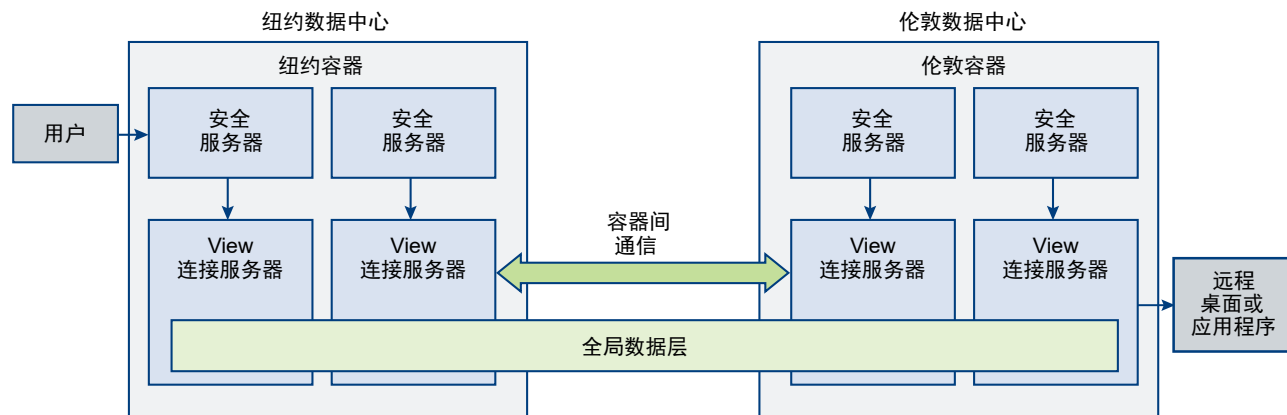 纽约数据中心
伦敦数据中心
纽约容器
伦敦容器
用户
安全
服务器
安全
服务器
安全
服务器
安全
服务器
View
连接服务器
View
连接服务器
容器间
通信
View
连接服务器
View
连接服务器
远程
桌面或
应用程序
全局数据层